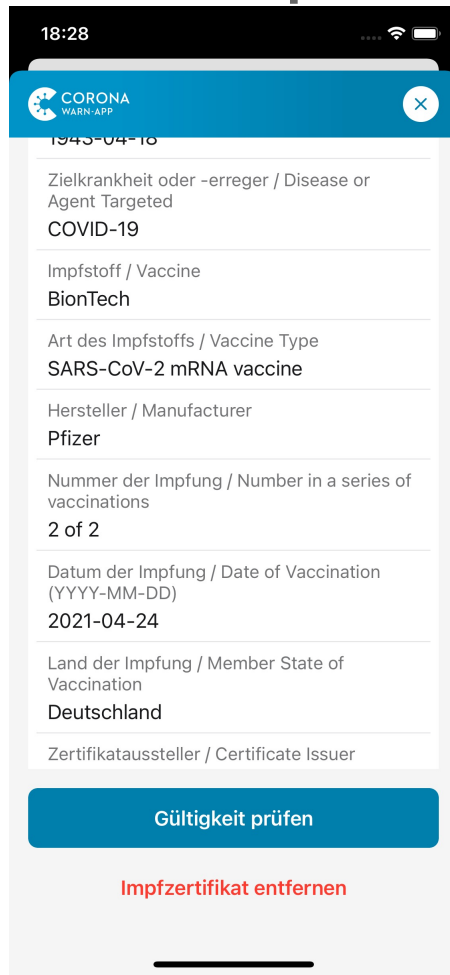 18:28
CORONA
WARN-APP
1943-04-18
Zielkrankheit oder -erreger / Disease or
Agent Targeted
COVID-19
Impfstoff / Vaccine
BionTech
Art des Impfstoffs / Vaccine Type
SARS-CoV-2 mRNA vaccine
Hersteller / Manufacturer
Pfizer
Nummer der Impfung / Number in a series of
vaccinations
2 of 2
Datum der Impfung / Date of Vaccination
(YYYY-MM-DD)
2021-04-24
Land der Impfung / Member State of
Vaccination
Deutschland
Zertifikataussteller / Certificate Issuer
Gültigkeit prüfen
Impfzertifikat entfernen